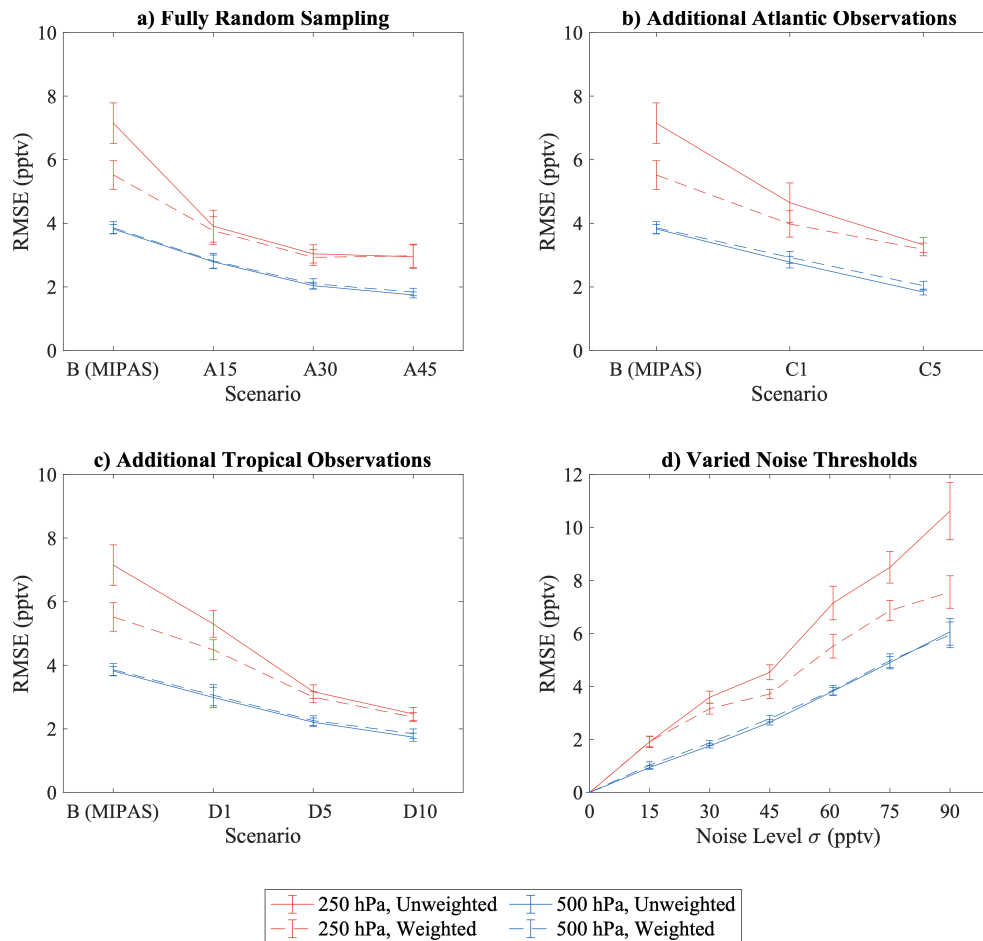 a) Fully Random Sampling
10
8
6
4
2
0
RMSE (pptv)
B (MIPAS) A15 A30 A45
Scenario
b) Additional Atlantic Observations
10
8
6
4
2
0
RMSE (pptv)
B (MIPAS) C1 C5
Scenario
c) Additional Tropical Observations
10
8
6
4
2
0
RMSE (pptv)
B (MIPAS) D1 D5 D10
Scenario
d) Varied Noise Thresholds
12
10
8
6
4
2
0
RMSE (pptv)
0 15 30 45 60 75 90
Noise Level σ (pptv)
250 hPa, Unweighted 500 hPa, Unweighted
250 hPa, Weighted 500 hPa, Weighted